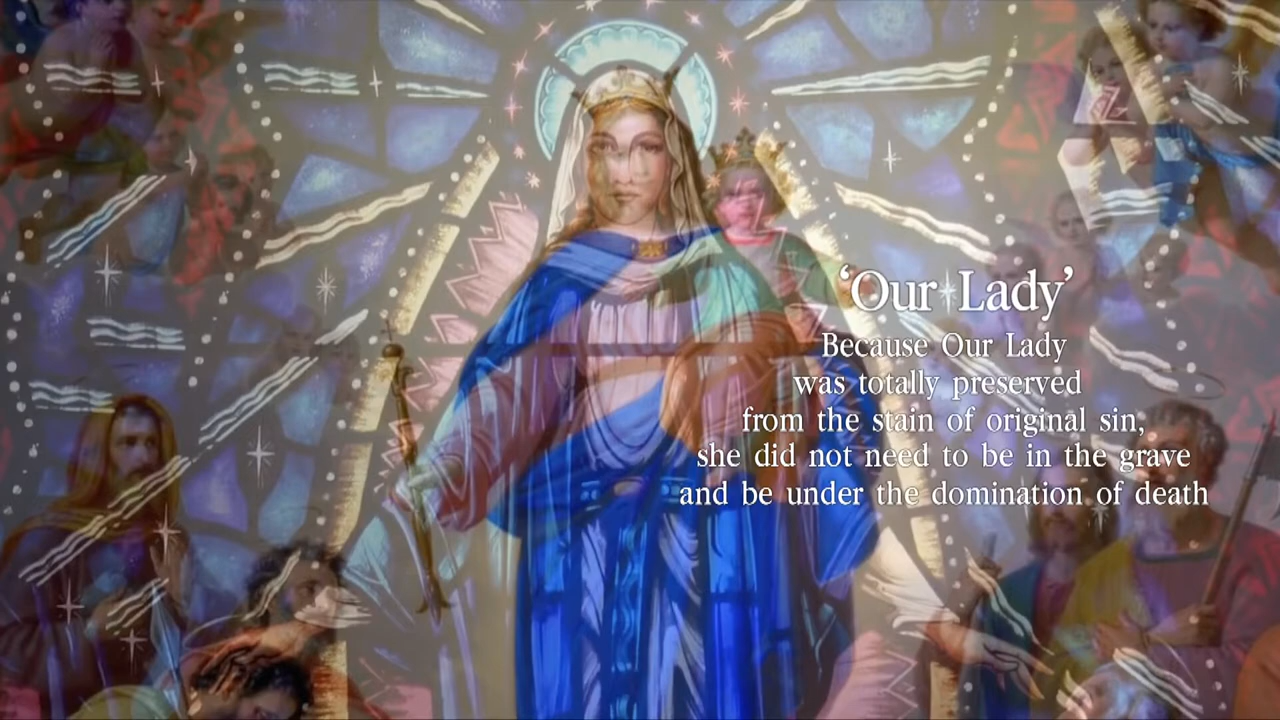 ‘Our Lady’
Because Our Lady
was totally preserved
from the stain of original sin,
she did not need to be in the grave
and be under the domination of death